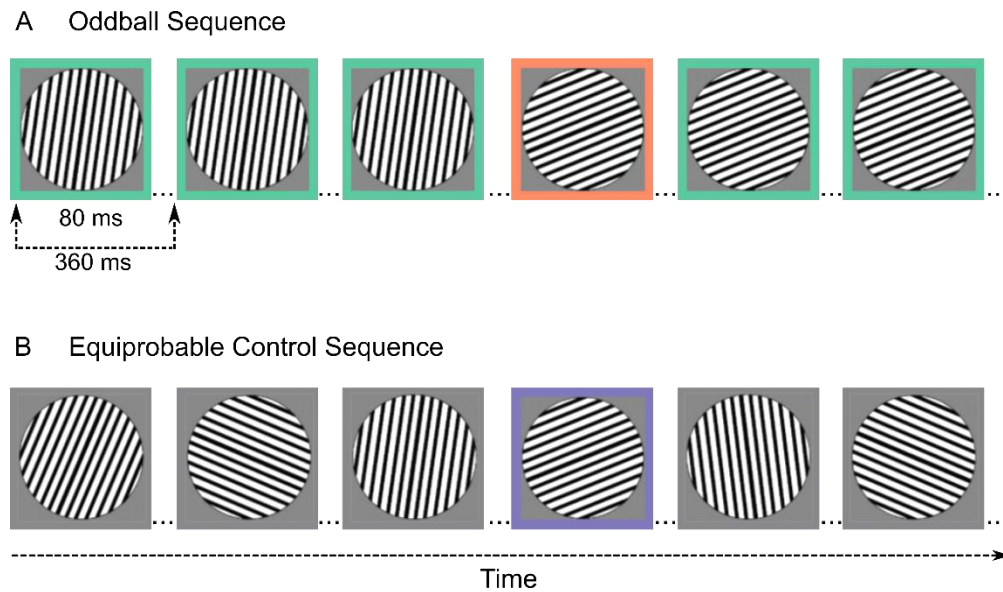 A Oddball Sequence
... ... ... ... ... ...
80 ms
360 ms
B Equiprobable Control Sequence
... ... ... ... ... ...
Time